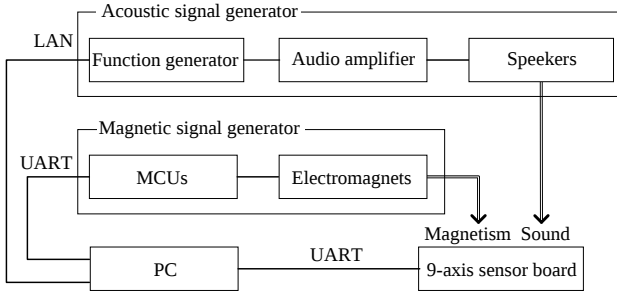 Acoustic signal generator
LAN
Function generator
Audio amplifier
Speekers
Magnetic signal generator
UART
MCUs
Electromagnets
Magnetism Sound
PC
UART
9-axis sensor board